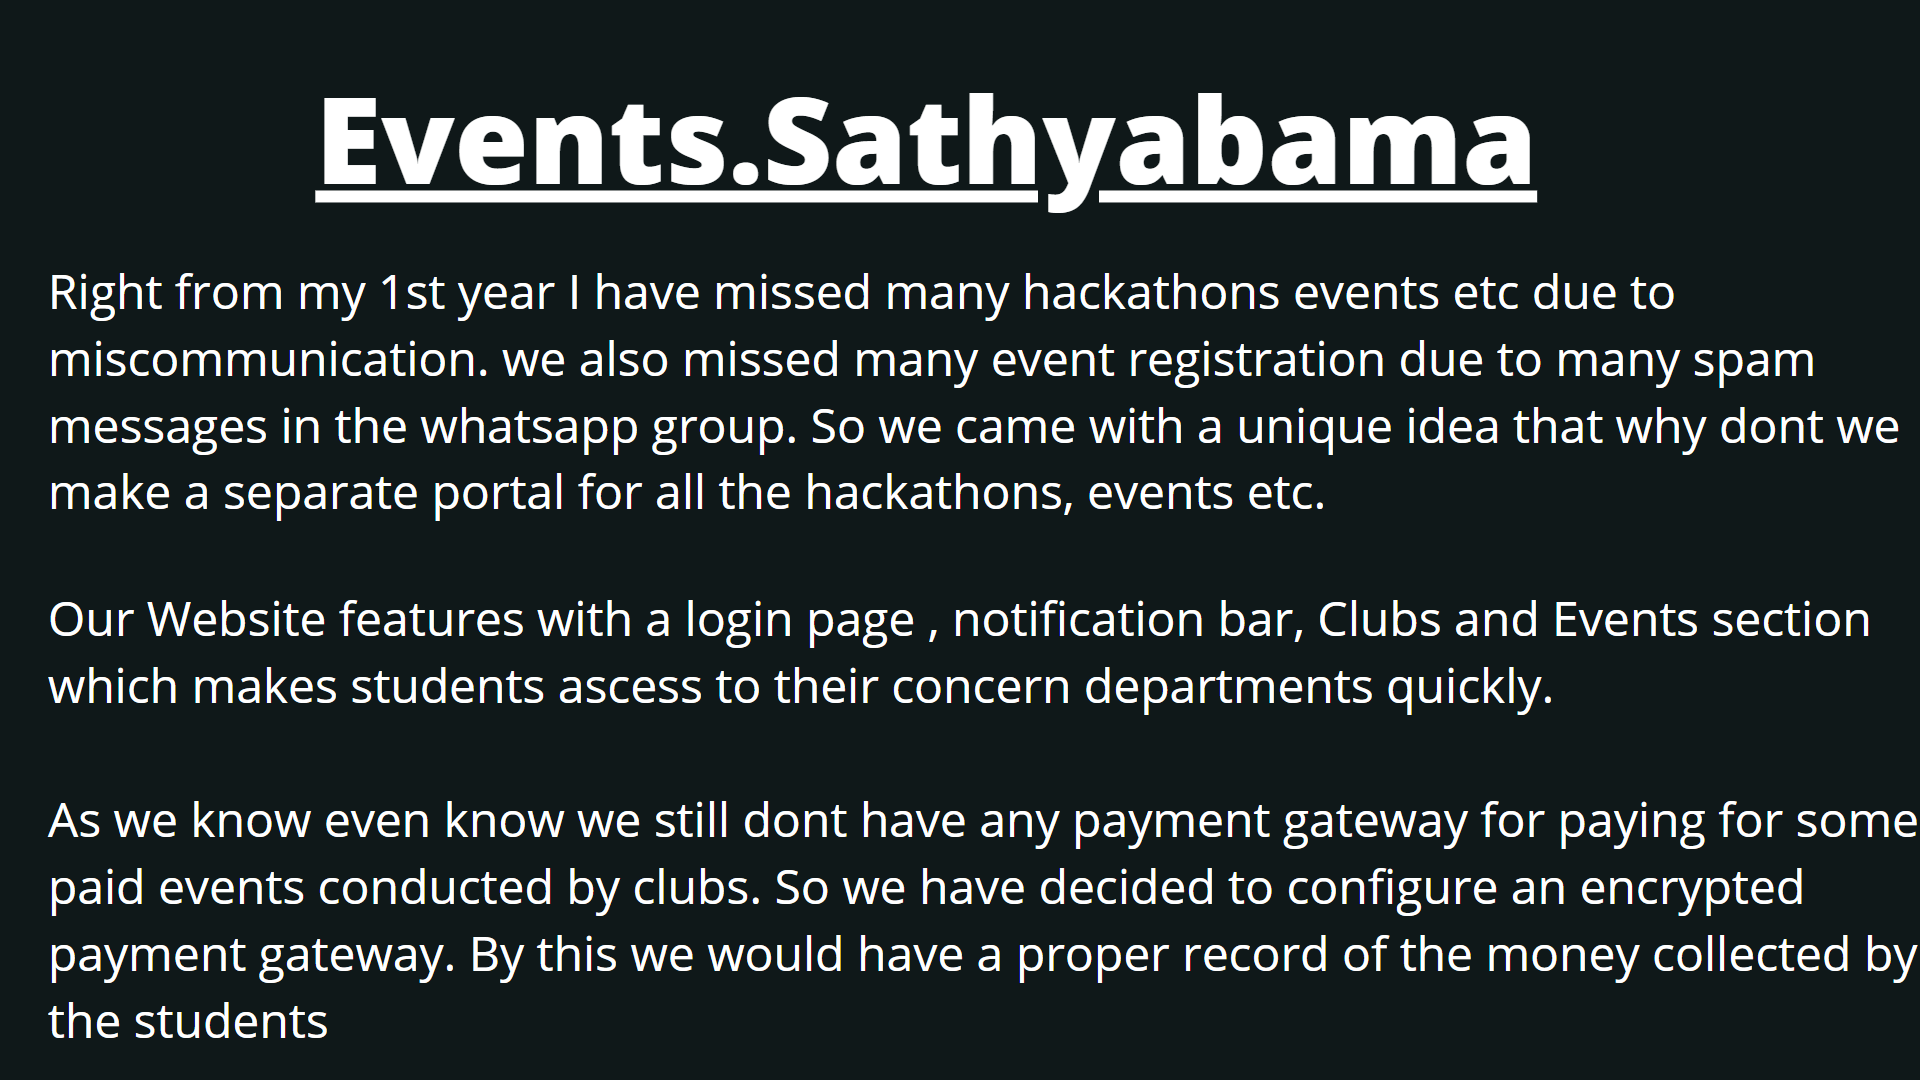 Events.Sathyabama
Right from my 1st year I have missed many hackathons events etc due to
miscommunication. we also missed many event registration due to many spam
messages in the whatsapp group. So we came with a unique idea that why dont we
make a separate portal for all the hackathons, events etc.
Our Website features with a login page , notification bar, Clubs and Events section
which makes students ascess to their concern departments quickly.
As we know even know we still dont have any payment gateway for paying for some
paid events conducted by clubs. So we have decided to configure an encrypted
payment gateway. By this we would have a proper record of the money collected by
the students